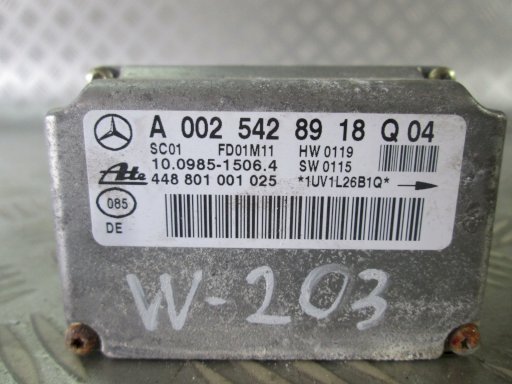 A 002 542 89 18 Q 04
SC01 FD01M11 HW 0119
10.0985-1506.4 SW 0115
Ate 448 801 001 025 *1UV1L26B1Q*
085
DE
W-203